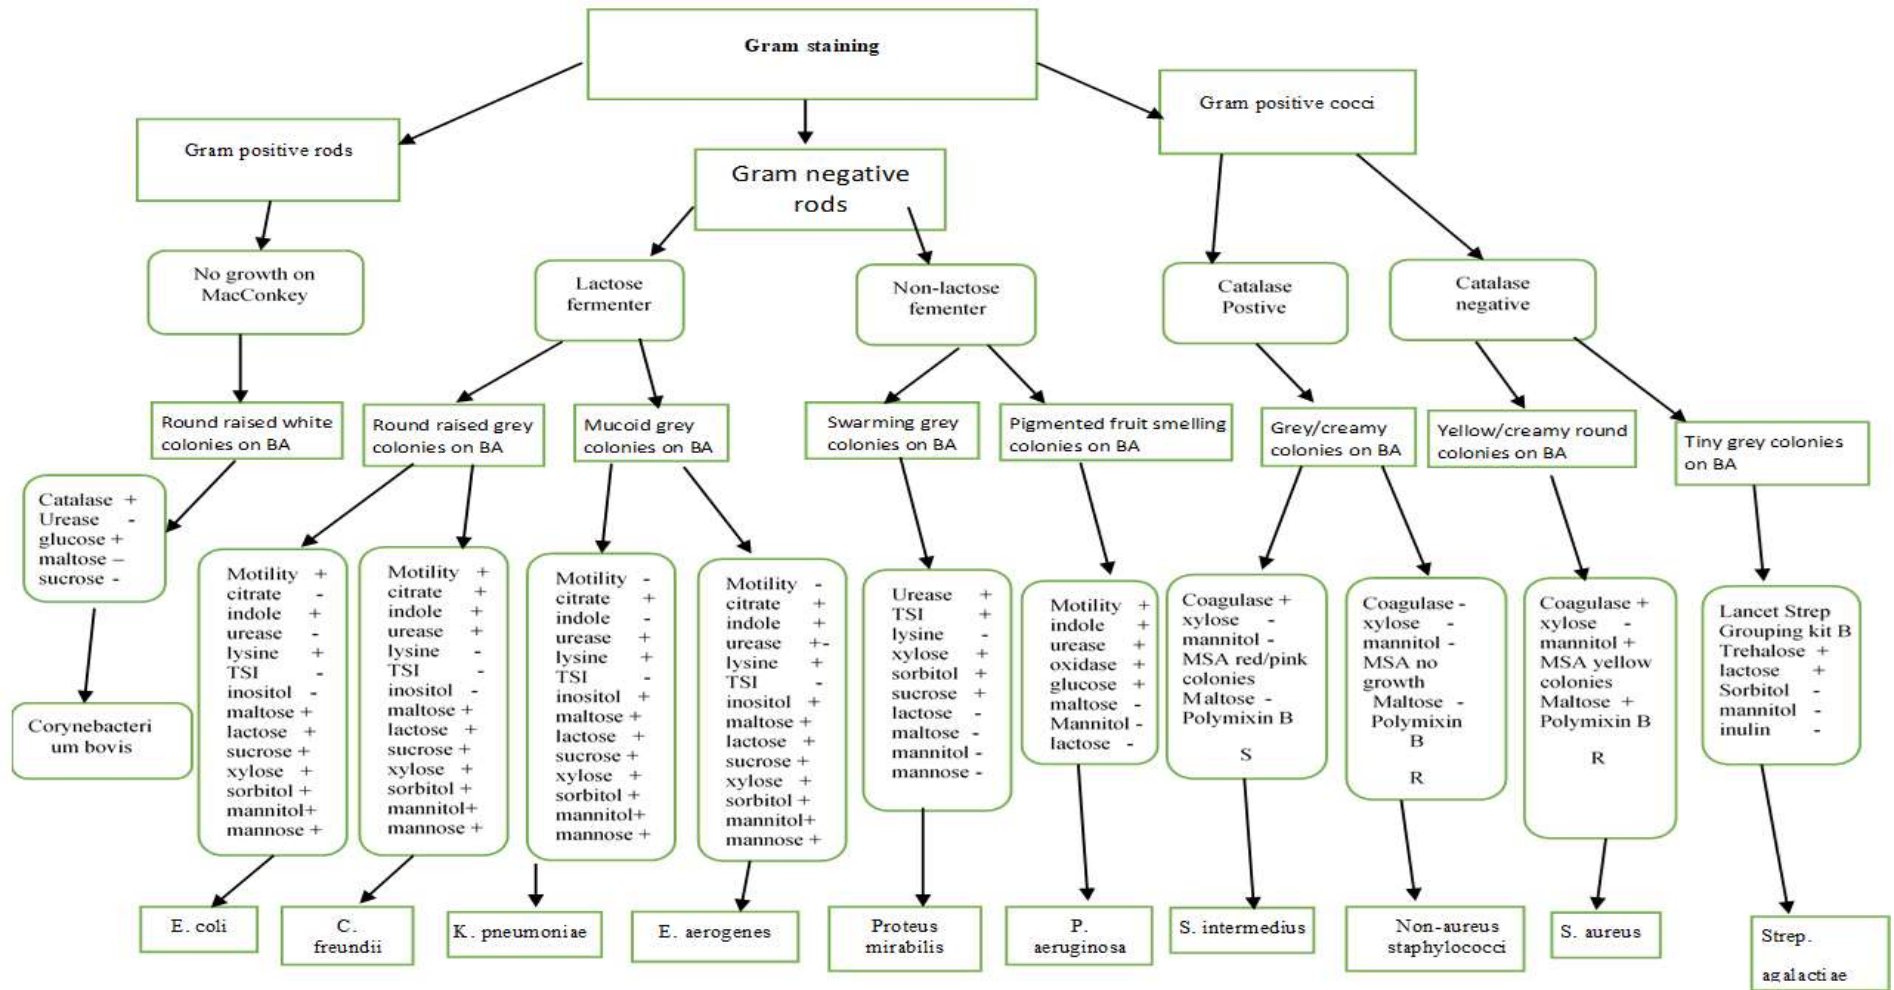 Gram staining
Gram positive rods
Gram negative
rods
Gram positive cocci
No growth on
MacConkey
Lactose
fermenter
Non-lactose
fementer
Catalase
Postive
Catalase
negative
Round raised white
colonies on BA
Round raised grey
colonies on BA
Mucoid grey
colonies on BA
Swarming grey
colonies on BA
Pigmented fruit smelling
colonies on BA
Grey/creamy
colonies on BA
Yellow/creamy round
colonies on BA
Tiny grey colonies
on BA
Catalase +
Urease -
glucose +
maltose –
sucrose -
Motility +
citrate -
indole +
urease -
lysine +
TSI -
inositol -
maltose +
lactose +
sucrose +
xylose +
sorbitol +
mannitol+
mannose +
Motility +
citrate +
indole +
urease +
lysine -
TSI -
inositol -
maltose +
lactose +
sucrose +
xylose +
sorbitol +
mannitol+
mannose +
Motility -
citrate +
indole -
urease +
lysine +
TSI -
inositol +
maltose +
lactose +
sucrose +
xylose +
sorbitol +
mannitol+
mannose +
Motility -
citrate +
indole +
urease +-
lysine +
TSI -
inositol +
maltose +
lactose +
sucrose +
xylose +
sorbitol +
mannitol+
mannose +
Urease +
TSI +
lysine -
xylose +
sorbitol +
sucrose +
lactose -
maltose -
mannitol -
mannose -
Motility +
indole +
urease +
oxidase +
glucose +
maltose -
Mannitol -
lactose -
Coagulase +
xylose -
mannitol -
MSA red/pink
colonies
Maltose -
Polymixin B
S
Coagulase -
xylose -
mannitol -
MSA no
growth
Maltose -
Polymixin
B
R
Coagulase +
xylose -
mannitol +
MSA yellow
colonies
Maltose +
Polymixin B
R
Lancet Strep
Grouping kit B
Trehalose +
lactose +
Sorbitol -
mannitol -
inulin -
Corynebacteri
um bovis
E. coli
C.
freundii
K. pneumoniae
E. aerogenes
Proteus
mirabilis
P.
aeruginosa
S. intermedius
Non-aureus
staphylococci
S. aureus
Strep.
agalactiae